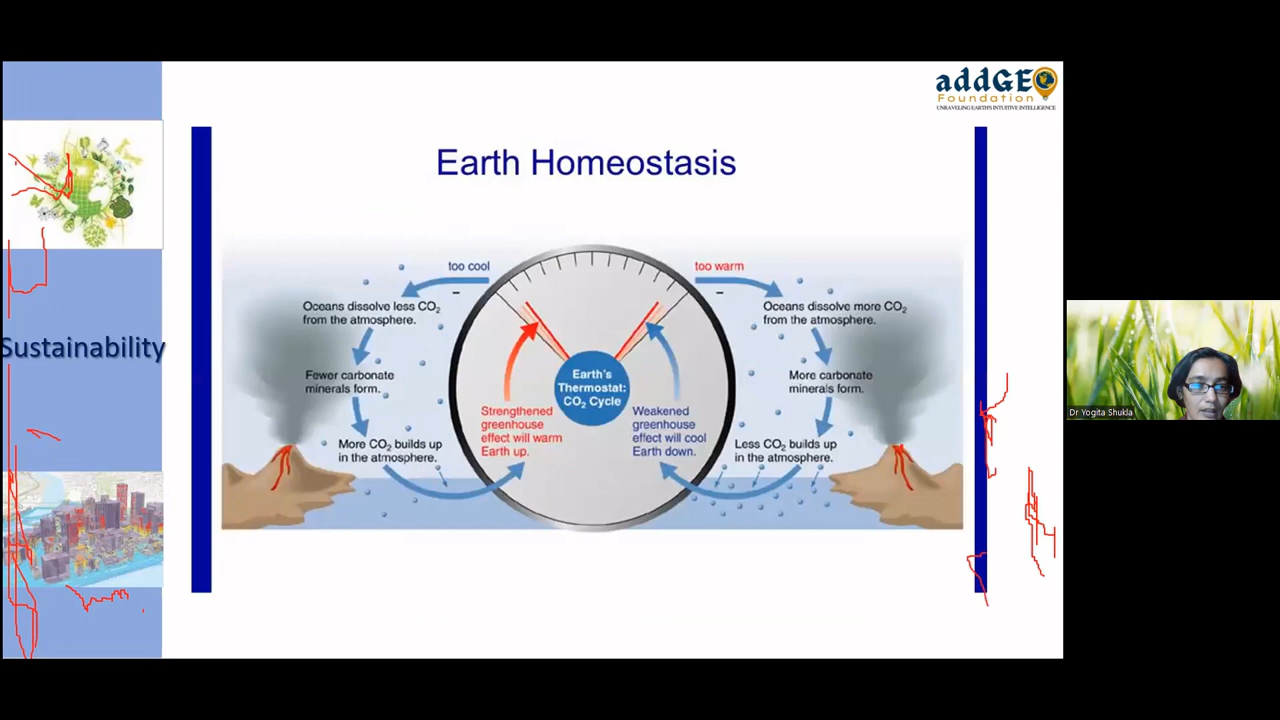 addGEO
Foundation
UNRAVELING EARTH'S INTUITIVE INTELLIGENCE
Earth Homeostasis
too cool
too warm
Oceans dissolve less CO₂
from the atmosphere.
Oceans dissolve more CO₂
from the atmosphere.
Sustainability
Fewer carbonate
minerals form.
Earth's
Thermostat:
CO₂ Cycle
More carbonate
minerals form.
Strengthened
greenhouse
effect will warm
Earth up.
Weakened
greenhouse
effect will cool
Earth down.
More CO₂ builds up
in the atmosphere.
Less CO₂ builds up
in the atmosphere.
Dr Yogita Shukla